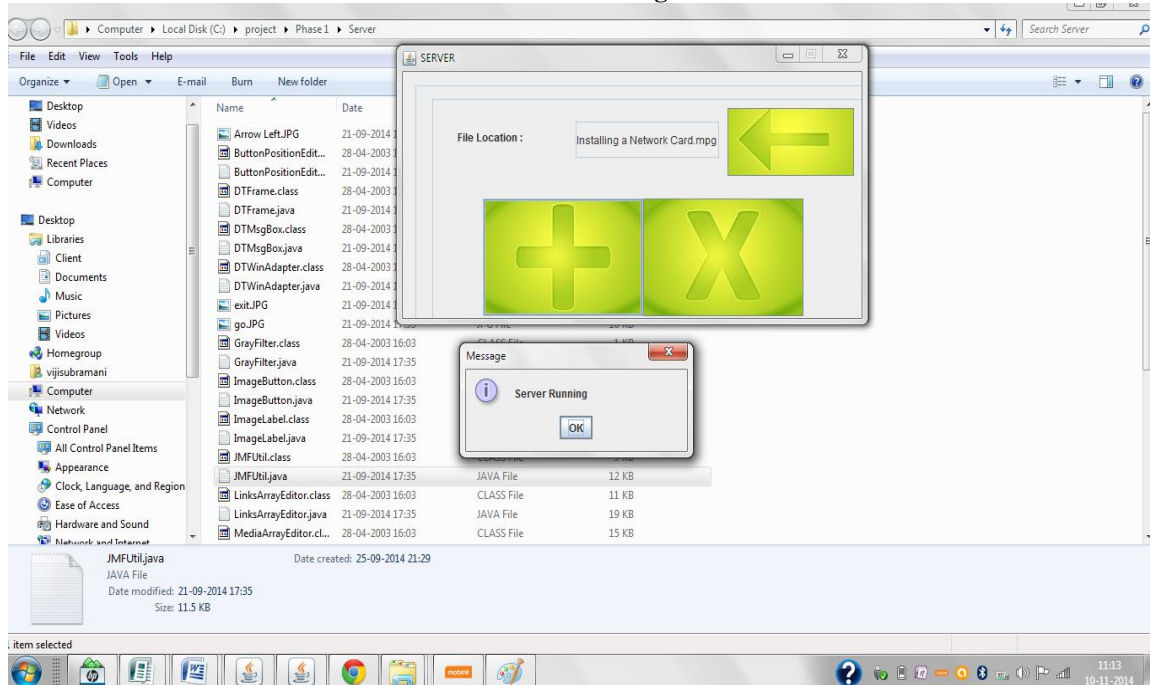 Computer ▸ Local Disk (C:) ▸ project ▸ Phase 1 ▸ Server
Search Server
File Edit View Tools Help
Organize Open E-mail Burn New folder
Desktop
Videos
Downloads
Recent Places
Computer
Desktop
Libraries
Client
Documents
Music
Pictures
Videos
Homegroup
vijisubramani
Computer
Network
Control Panel
All Control Panel Items
Appearance
Clock, Language, and Region
Ease of Access
Hardware and Sound
Network and Internet
Name Date
Arrow Left.JPG 21-09-2014
ButtonPositionEdit... 28-04-2003
ButtonPositionEdit... 21-09-2014
DTFrame.class 28-04-2003
DTFrame.java 21-09-2014
DTMsgBox.class 28-04-2003
DTMsgBox.java 21-09-2014
DTWinAdapter.class 28-04-2003
DTWinAdapter.java 21-09-2014
exit.JPG 21-09-2014
go.JPG 21-09-2014
GrayFilter.class 28-04-2003 16:03
GrayFilter.java 21-09-2014 17:35
ImageButton.class 28-04-2003 16:03
ImageButton.java 21-09-2014 17:35
ImageLabel.class 28-04-2003 16:03
ImageLabel.java 21-09-2014 17:35
JMFUtil.class 28-04-2003 16:03
JMFUtil.java 21-09-2014 17:35 JAVA File 12 KB
LinksArrayEditor.class 28-04-2003 16:03 CLASS File 11 KB
LinksArrayEditor.java 21-09-2014 17:35 JAVA File 19 KB
MediaArrayEditor.cl... 28-04-2003 16:03 CLASS File 15 KB
SERVER
File Location : Installing a Network Card.mpg
Message
Server Running
OK
JMFUtil.java Date created: 25-09-2014 21:29
JAVA File
Date modified: 21-09-2014 17:35
Size: 11.5 KB
item selected
hp
mobinil
11:13
10-11-2014